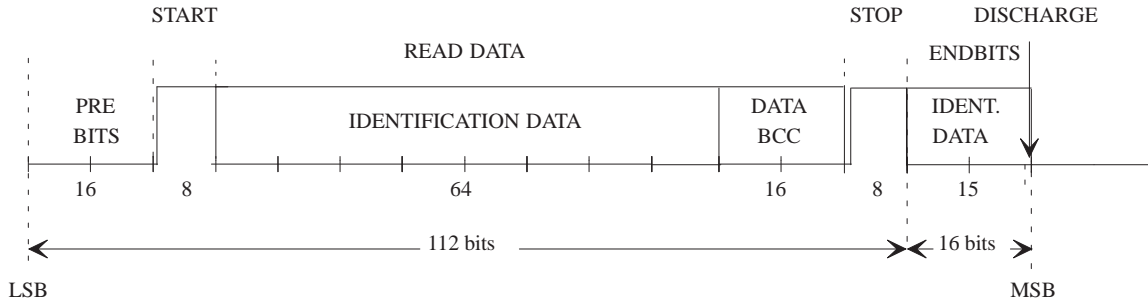 START STOP DISCHARGE
READ DATA ENDBITS
PRE DATA IDENT.
IDENTIFICATION DATA
BITS BCC DATA
16 8 64 16 8 15
112 bits 16 bits
LSB MSB